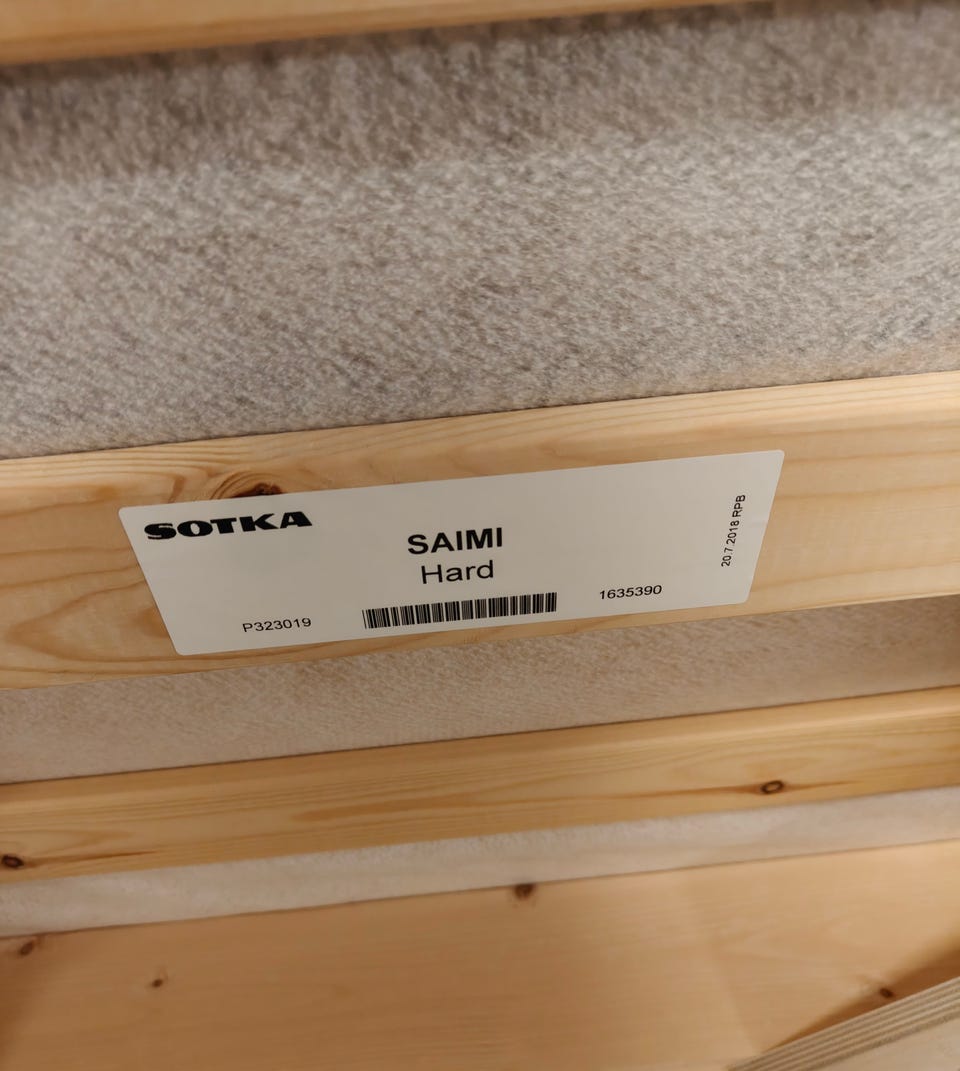 SOTKA
SAIMI
Hard
P323019
1635390
20.7.2018 RPB